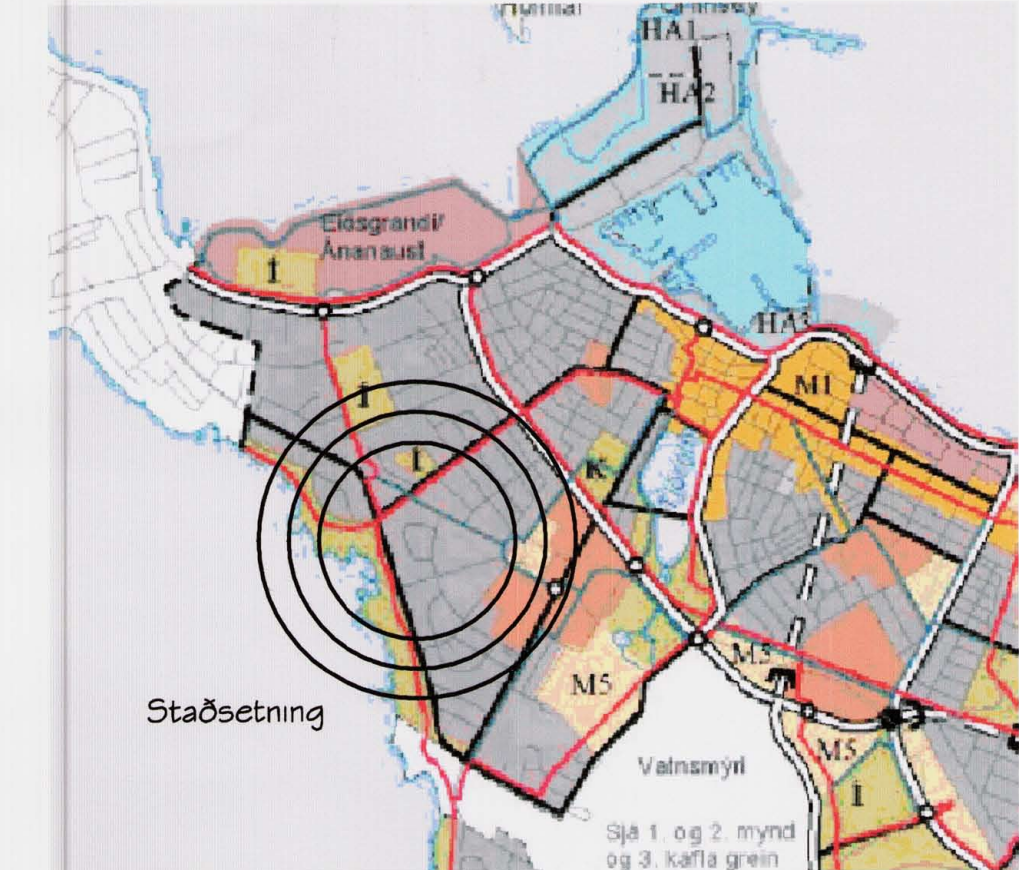 HA1
HA2
Eiðsgrandi/
Ánanaust
Í
HA3
M1
Í
Í
K
Tjörnin
M5
M5
Staðsetning
M5
Vatnsmýri
Í
Sjá 1. og 2. mynd
og 3. kafla grein